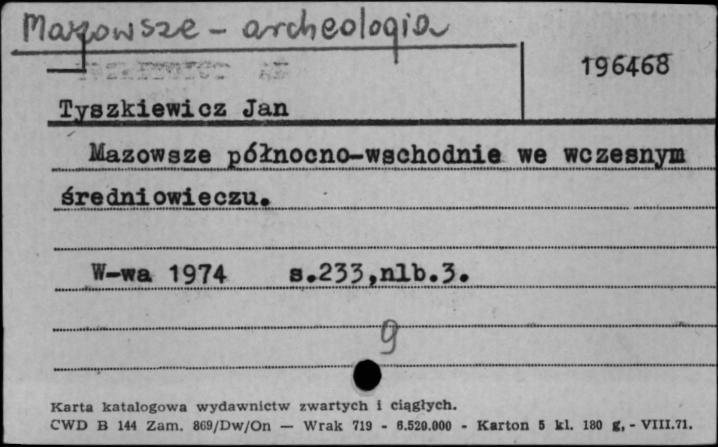 Mazowsze - archeologia
196468
Tyszkiewicz Jan
Mazowsze północno-wschodnie we wczesnym
średniowieczu.
W-wa 1974 s.233,nlb.3.
9
Karta katalogowa wydawnictw zwartych i ciągłych.
CWD B 144 Zam. 869/Dw/On — Wrak 719 - 6.520.000 - Karton 5 kl. 180 g, - VIII.71.